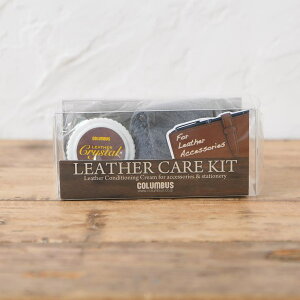 COLUMBUS
LEATHER
Crystal
For
Leather
Accessories
LEATHER CARE KIT
Leather Conditioning Cream for accessories & stationery
COLUMBUS